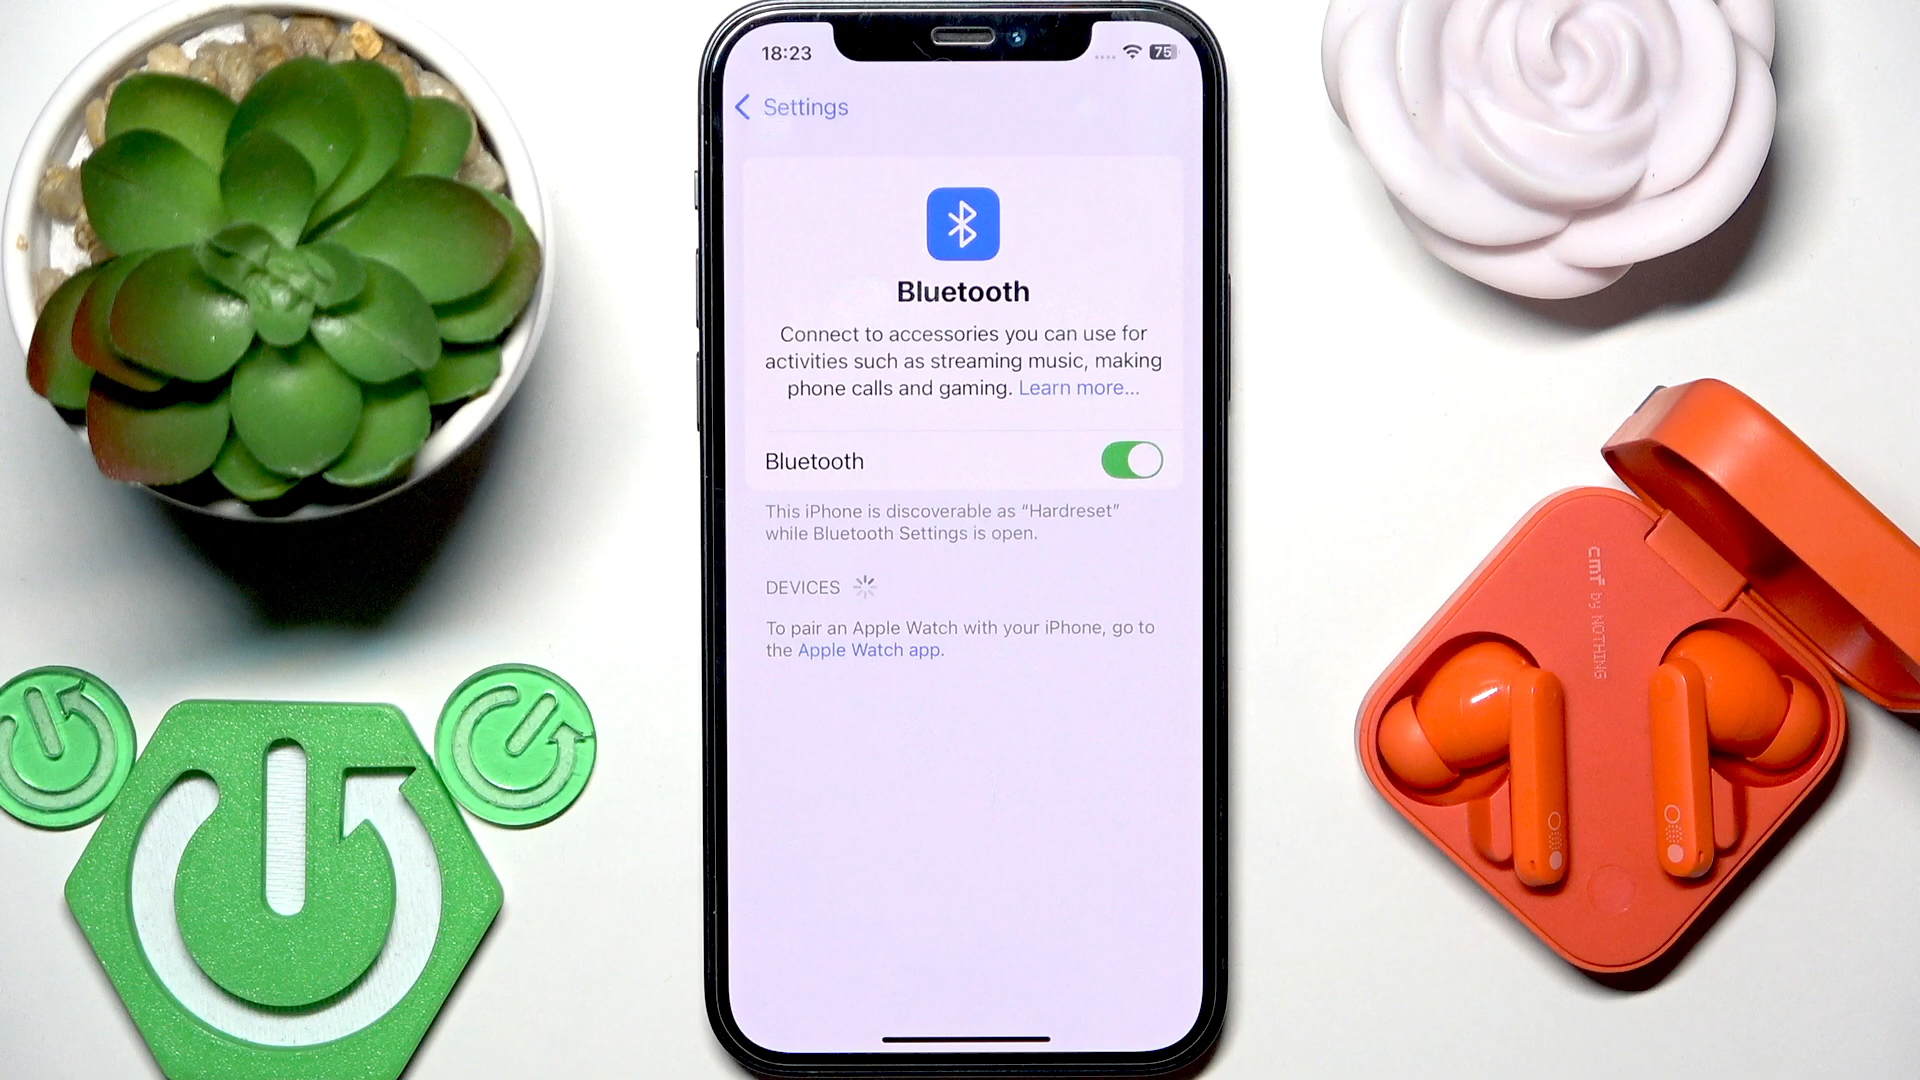 18:23
75
Settings
Bluetooth
Connect to accessories you can use for
activities such as streaming music, making
phone calls and gaming. Learn more...
Bluetooth
This iPhone is discoverable as “Hardreset”
while Bluetooth Settings is open.
DEVICES
To pair an Apple Watch with your iPhone, go to
the Apple Watch app.
cmf by NOTHING